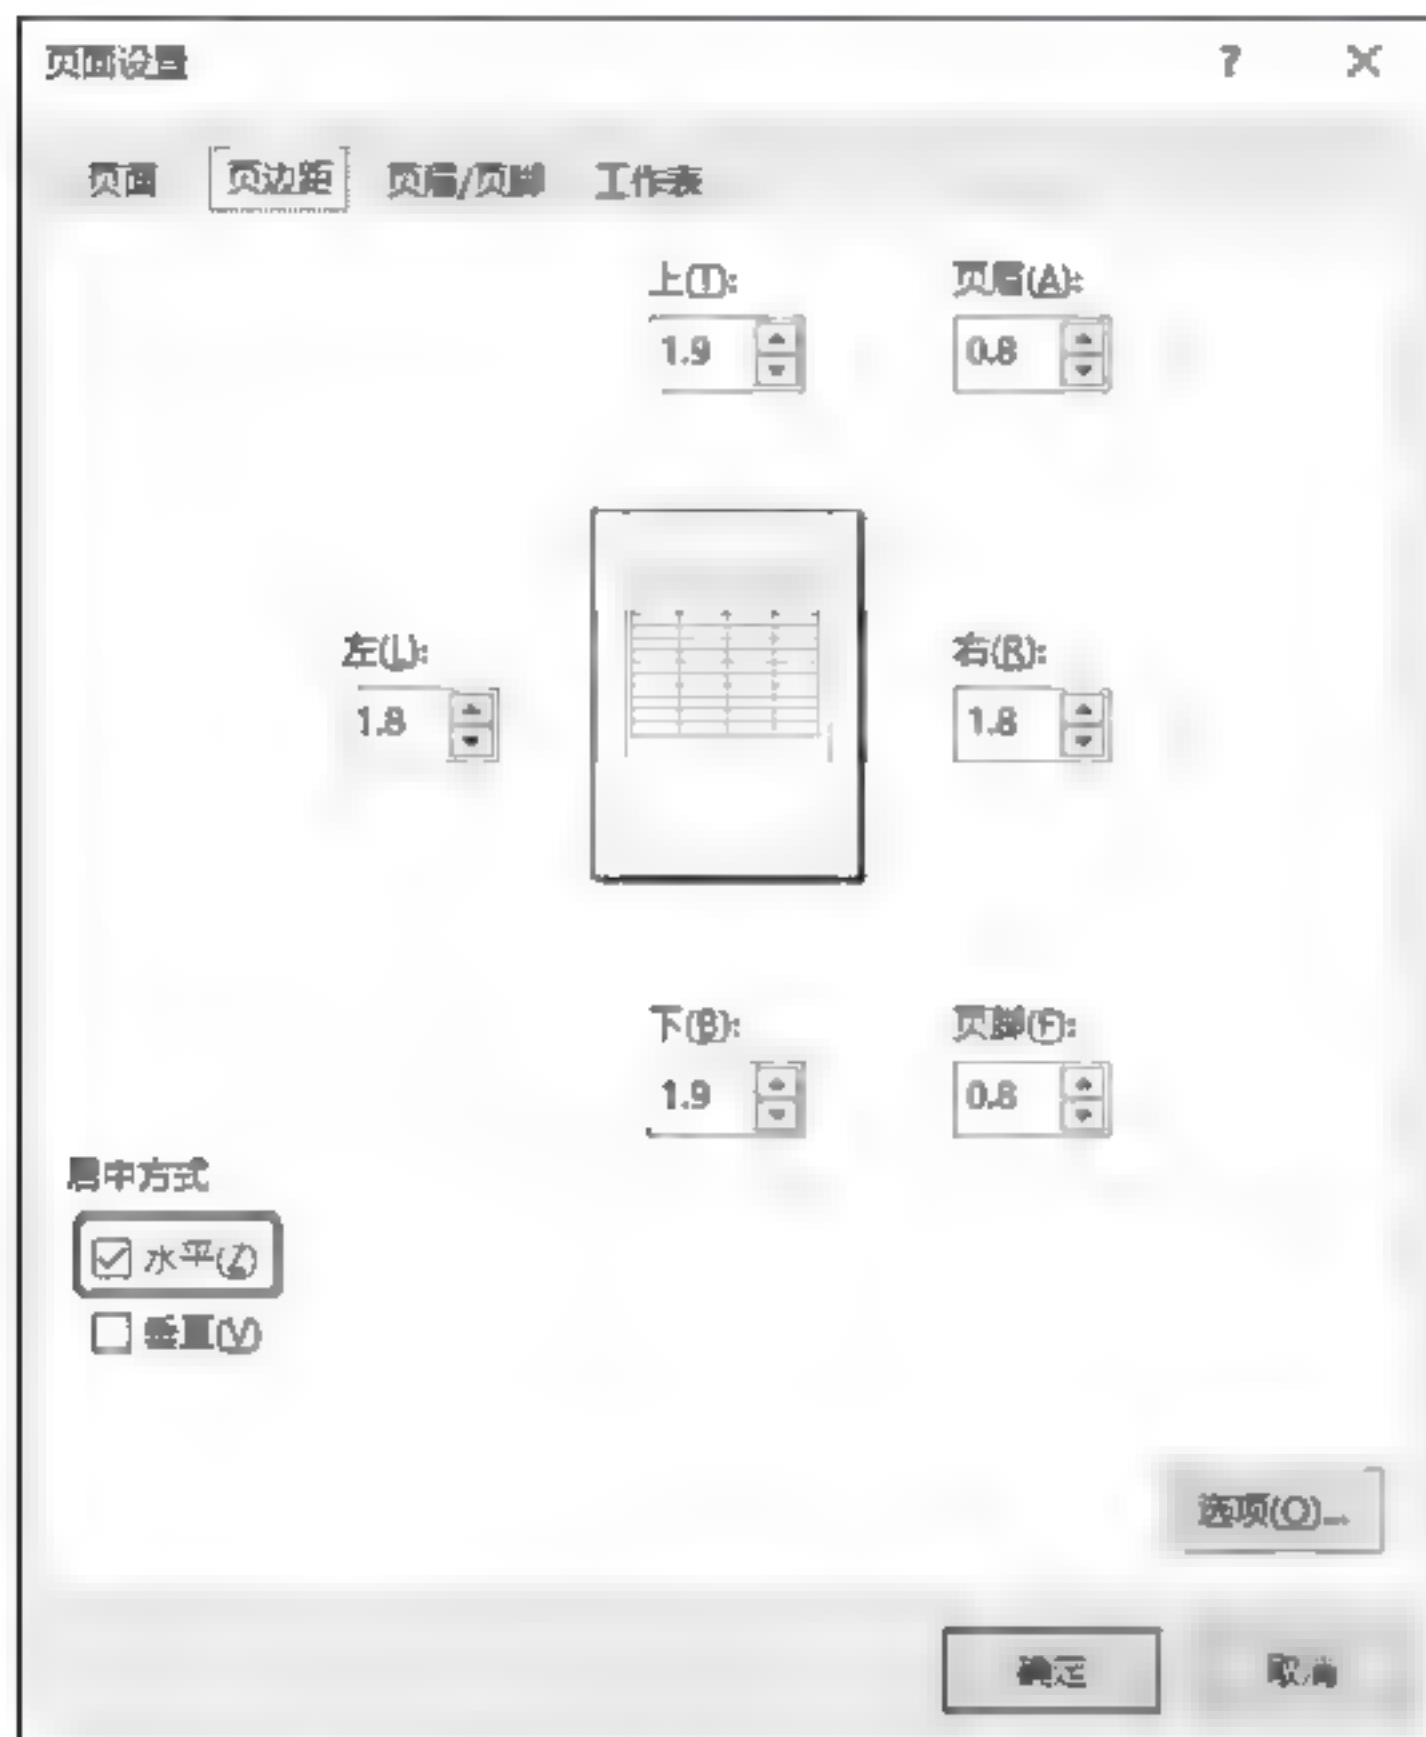 页面设置 ? ×
页面 页边距 页眉/页脚 工作表
上(T): 页眉(A):
1.9 0.8
左(L): 右(R):
1.8 1.8
下(B): 页脚(F):
1.9 0.8
居中方式
水平(Z)
垂直(V)
选项(O)...
确定 取消